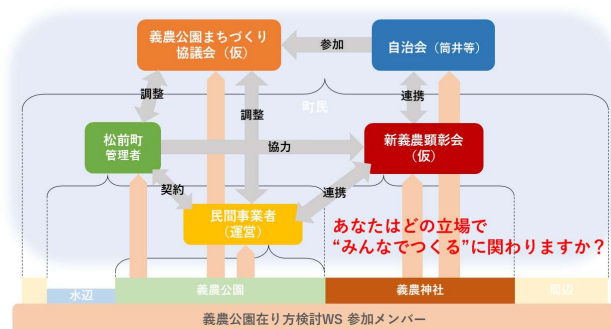 義農公園まちづくり
協議会（仮）
参加
自治会（筒井等）
調整
調整
連携
町民
松前町
管理者
協力
新義農顕彰会
（仮）
契約
連携
民間事業者
（運営）
あなたはどの立場で
“みんなでつくる”に関わりますか？
水辺
義農公園
義農神社
周辺
義農公園在り方検討WS 参加メンバー